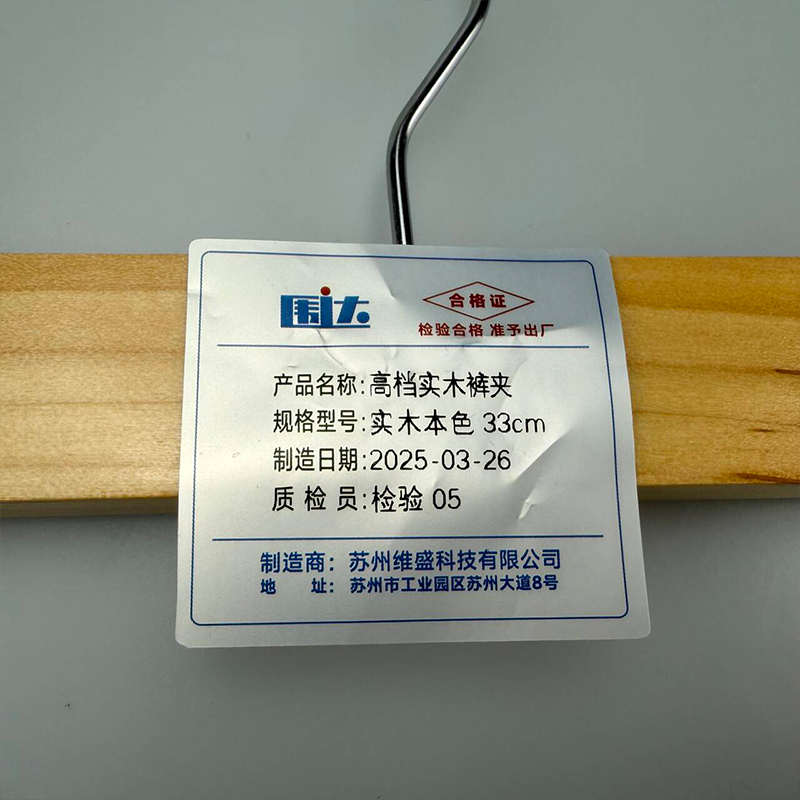 围达
合格证
检验合格 准予出厂
产品名称:高档实木裤夹
规格型号:实木本色 33cm
制造日期:2025-03-26
质检员:检验 05
制造商：苏州维盛科技有限公司
地址：苏州市工业园区苏州大道8号